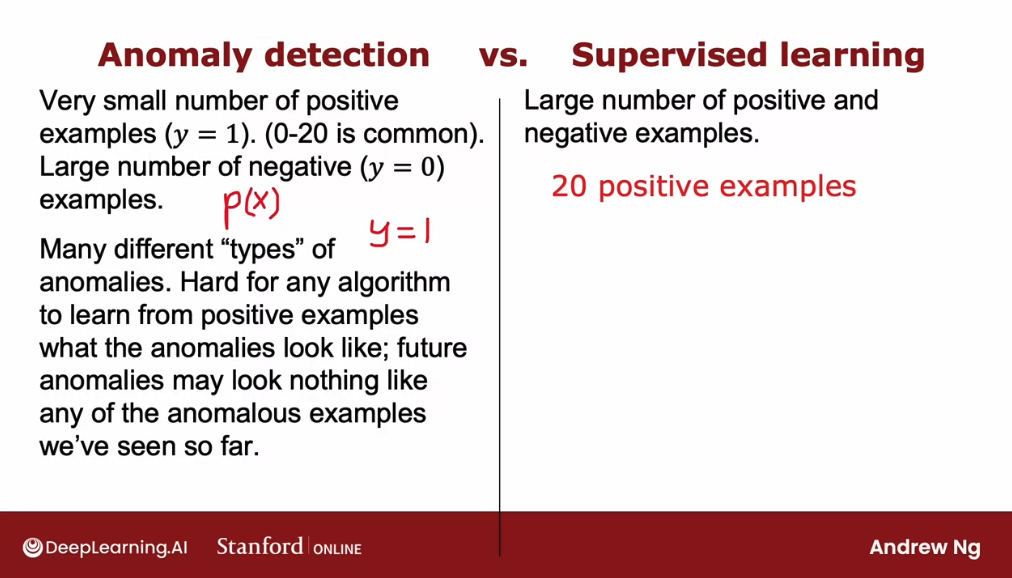 Anomaly detection vs. Supervised learning
Very small number of positive
examples (y = 1). (0-20 is common).
Large number of negative (y = 0)
examples.
p(x)
y=1
Many different “types” of
anomalies. Hard for any algorithm
to learn from positive examples
what the anomalies look like; future
anomalies may look nothing like
any of the anomalous examples
we’ve seen so far.
Large number of positive and
negative examples.
20 positive examples
DeepLearning.AI
Stanford | ONLINE
Andrew Ng